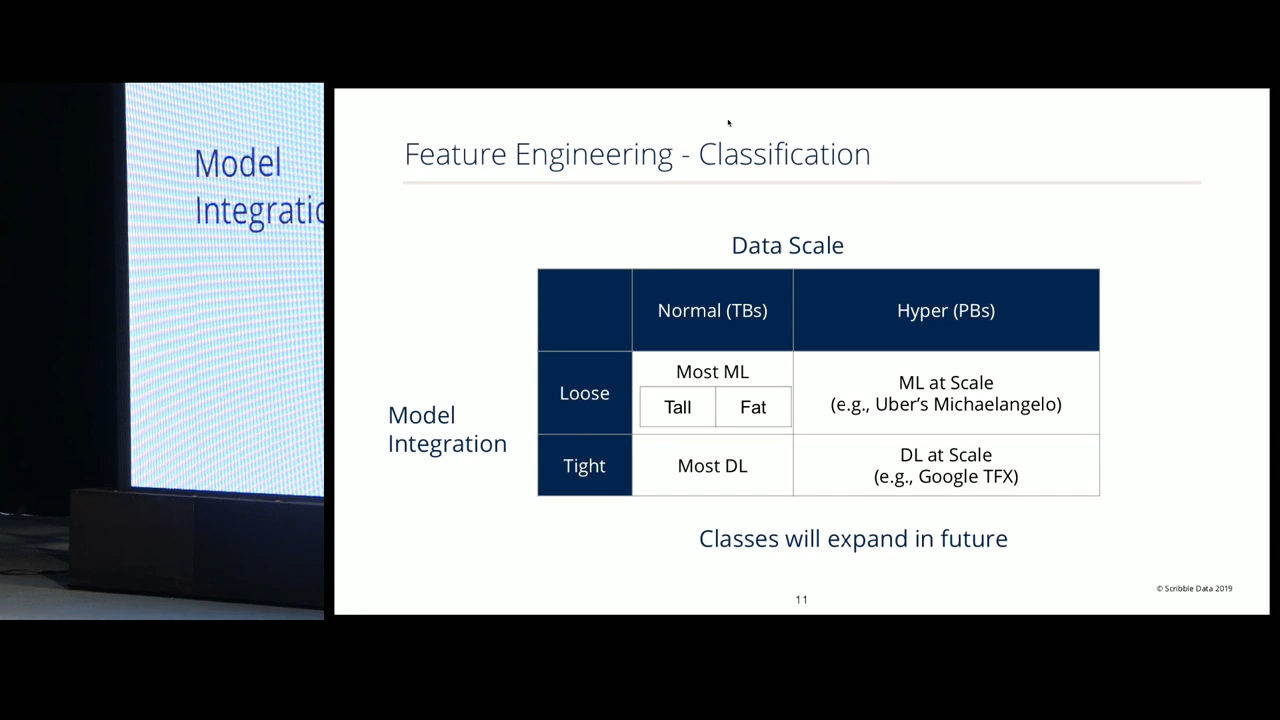 Model
Integratio
Feature Engineering - Classification
Data Scale
Normal (TBs)
Hyper (PBs)
Loose
Most ML
Tall
Fat
ML at Scale
(e.g., Uber’s Michaelangelo)
Model
Integration
Tight
Most DL
DL at Scale
(e.g., Google TFX)
Classes will expand in future
© Scribble Data 2019
11